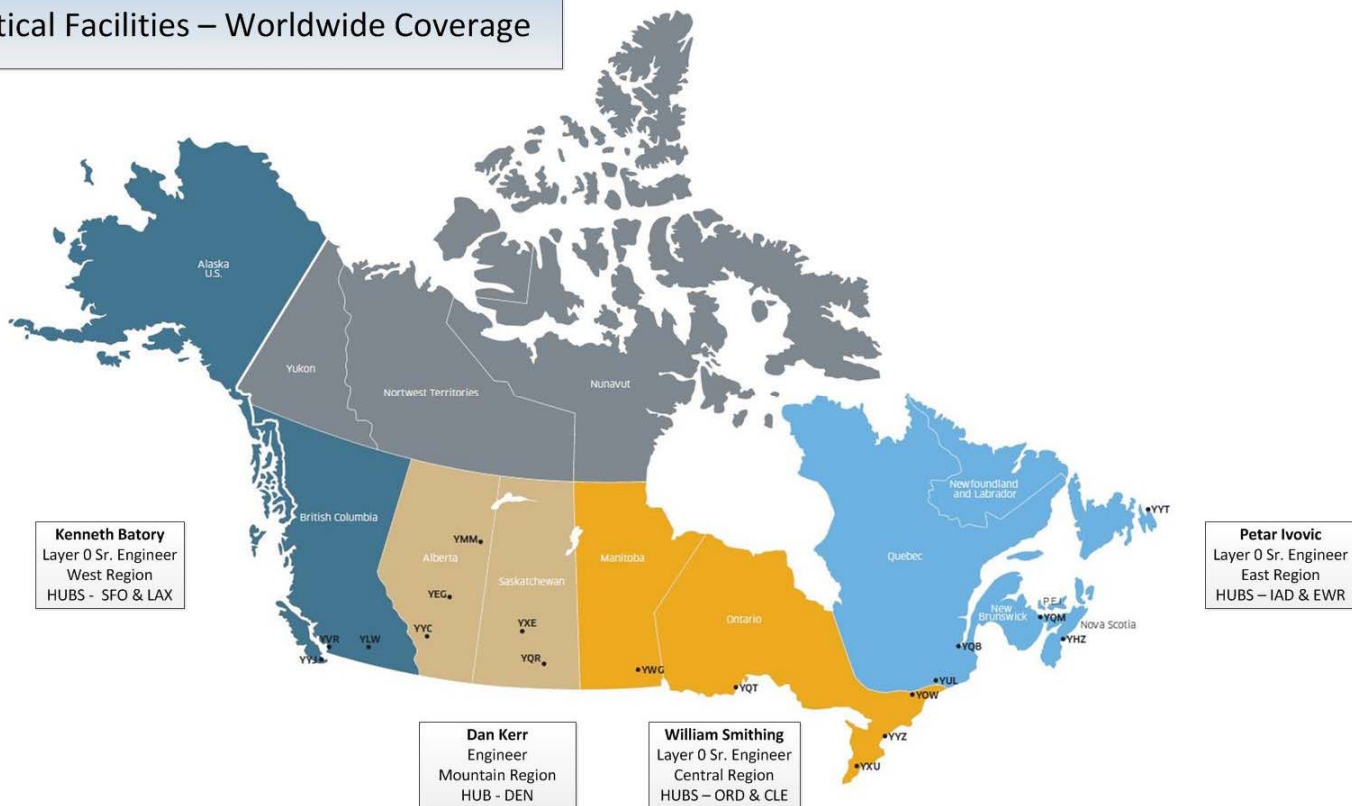 tical Facilities – Worldwide Coverage
Alaska
U.S.
Yukon
Nortwest Territories
Nunavut
British Columbia
Alberta
Saskatchewan
Manitoba
Ontario
Quebec
Newfoundland
and Labrador
New
Brunswick
P.E.I.
Nova Scotia
YMM
YEG
YYC
YXE
YQR
YVR
YLW
YYJ
YWG
YQT
YQB
YUL
YOW
YYZ
YXU
YYT
YQM
YHZ
Kenneth Batory
Layer 0 Sr. Engineer
West Region
HUBS - SFO & LAX
Dan Kerr
Engineer
Mountain Region
HUB - DEN
William Smithing
Layer 0 Sr. Engineer
Central Region
HUBS – ORD & CLE
Petar Ivovic
Layer 0 Sr. Engineer
East Region
HUBS – IAD & EWR